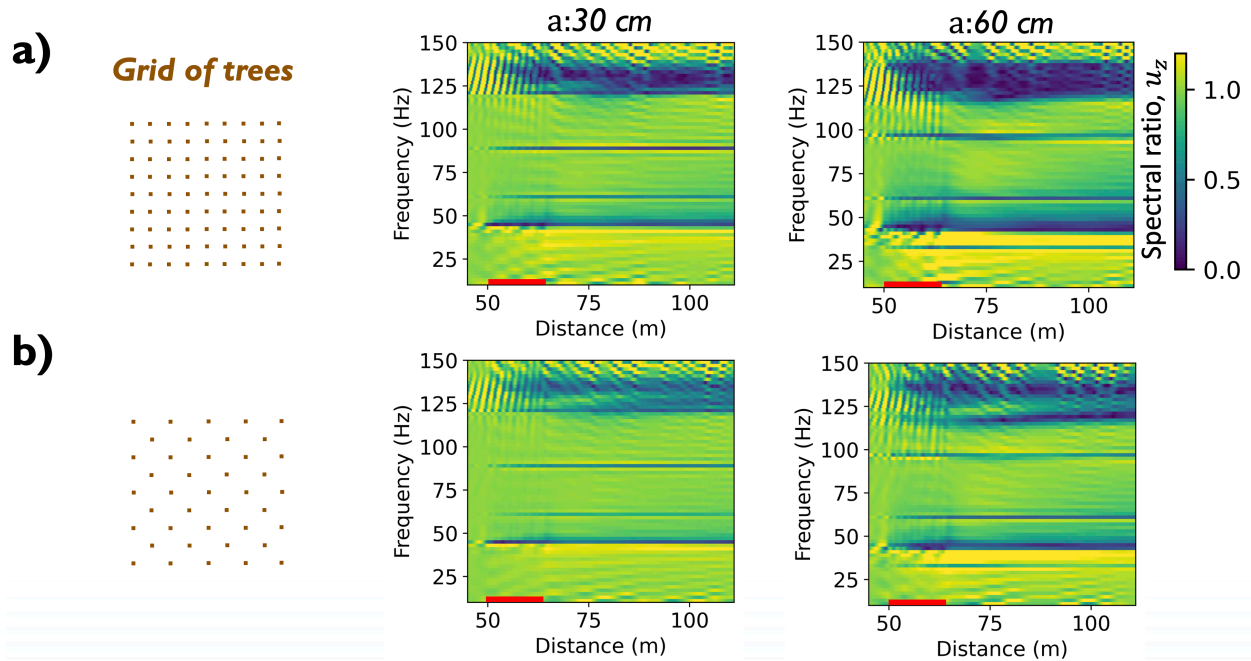 a)
Grid of trees
a:30 cm
150
125
100
75
50
25
Frequency (Hz)
50 75 100
Distance (m)
a:60 cm
150
125
100
75
50
25
Frequency (Hz)
50 75 100
Distance (m)
1.0
0.5
0.0
Spectral ratio, u_z
b)
150
125
100
75
50
25
Frequency (Hz)
50 75 100
Distance (m)
150
125
100
75
50
25
Frequency (Hz)
50 75 100
Distance (m)